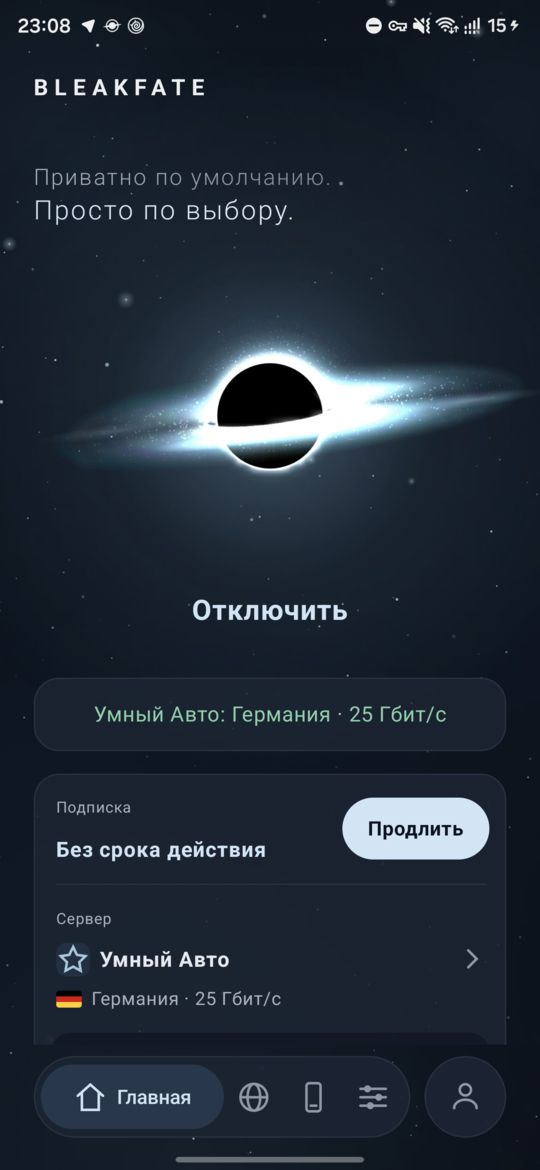 23:08
15
BLEAKFATE
Приватно по умолчанию.
Просто по выбору.
Отключить
Умный Авто: Германия · 25 Гбит/с
Подписка
Продлить
Без срока действия
Сервер
Умный Авто
Германия · 25 Гбит/с
Главная